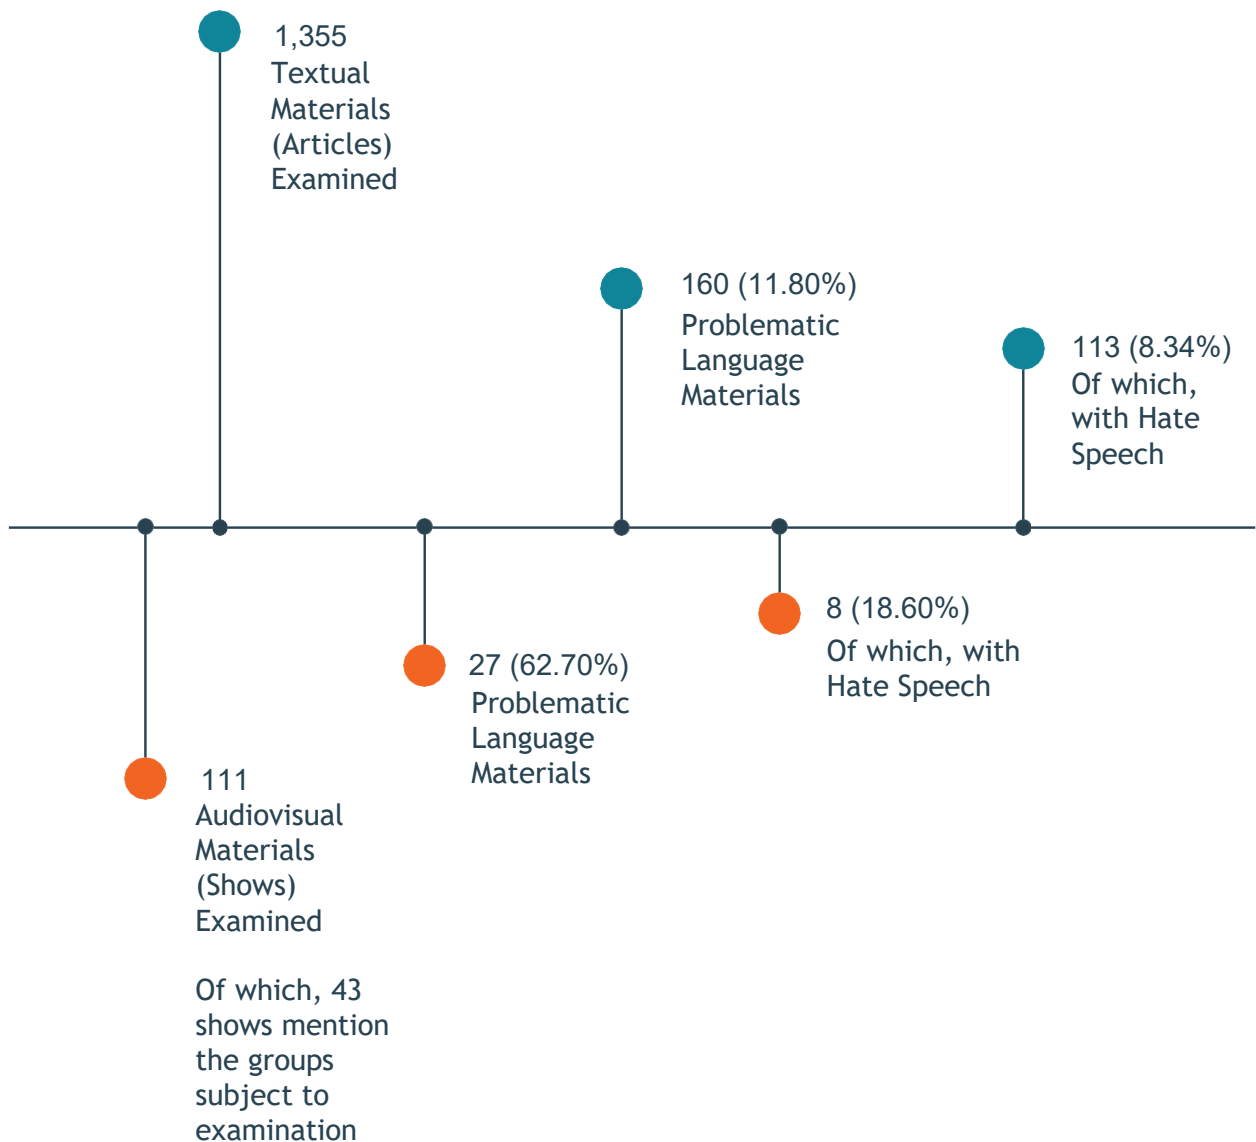 1,355
Textual
Materials
(Articles)
Examined
160 (11.80%)
Problematic
Language
Materials
113 (8.34%)
Of which,
with Hate
Speech
111
Audiovisual
Materials
(Shows)
Examined
Of which, 43
shows mention
the groups
subject to
examination
27 (62.70%)
Problematic
Language
Materials
8 (18.60%)
Of which, with
Hate Speech